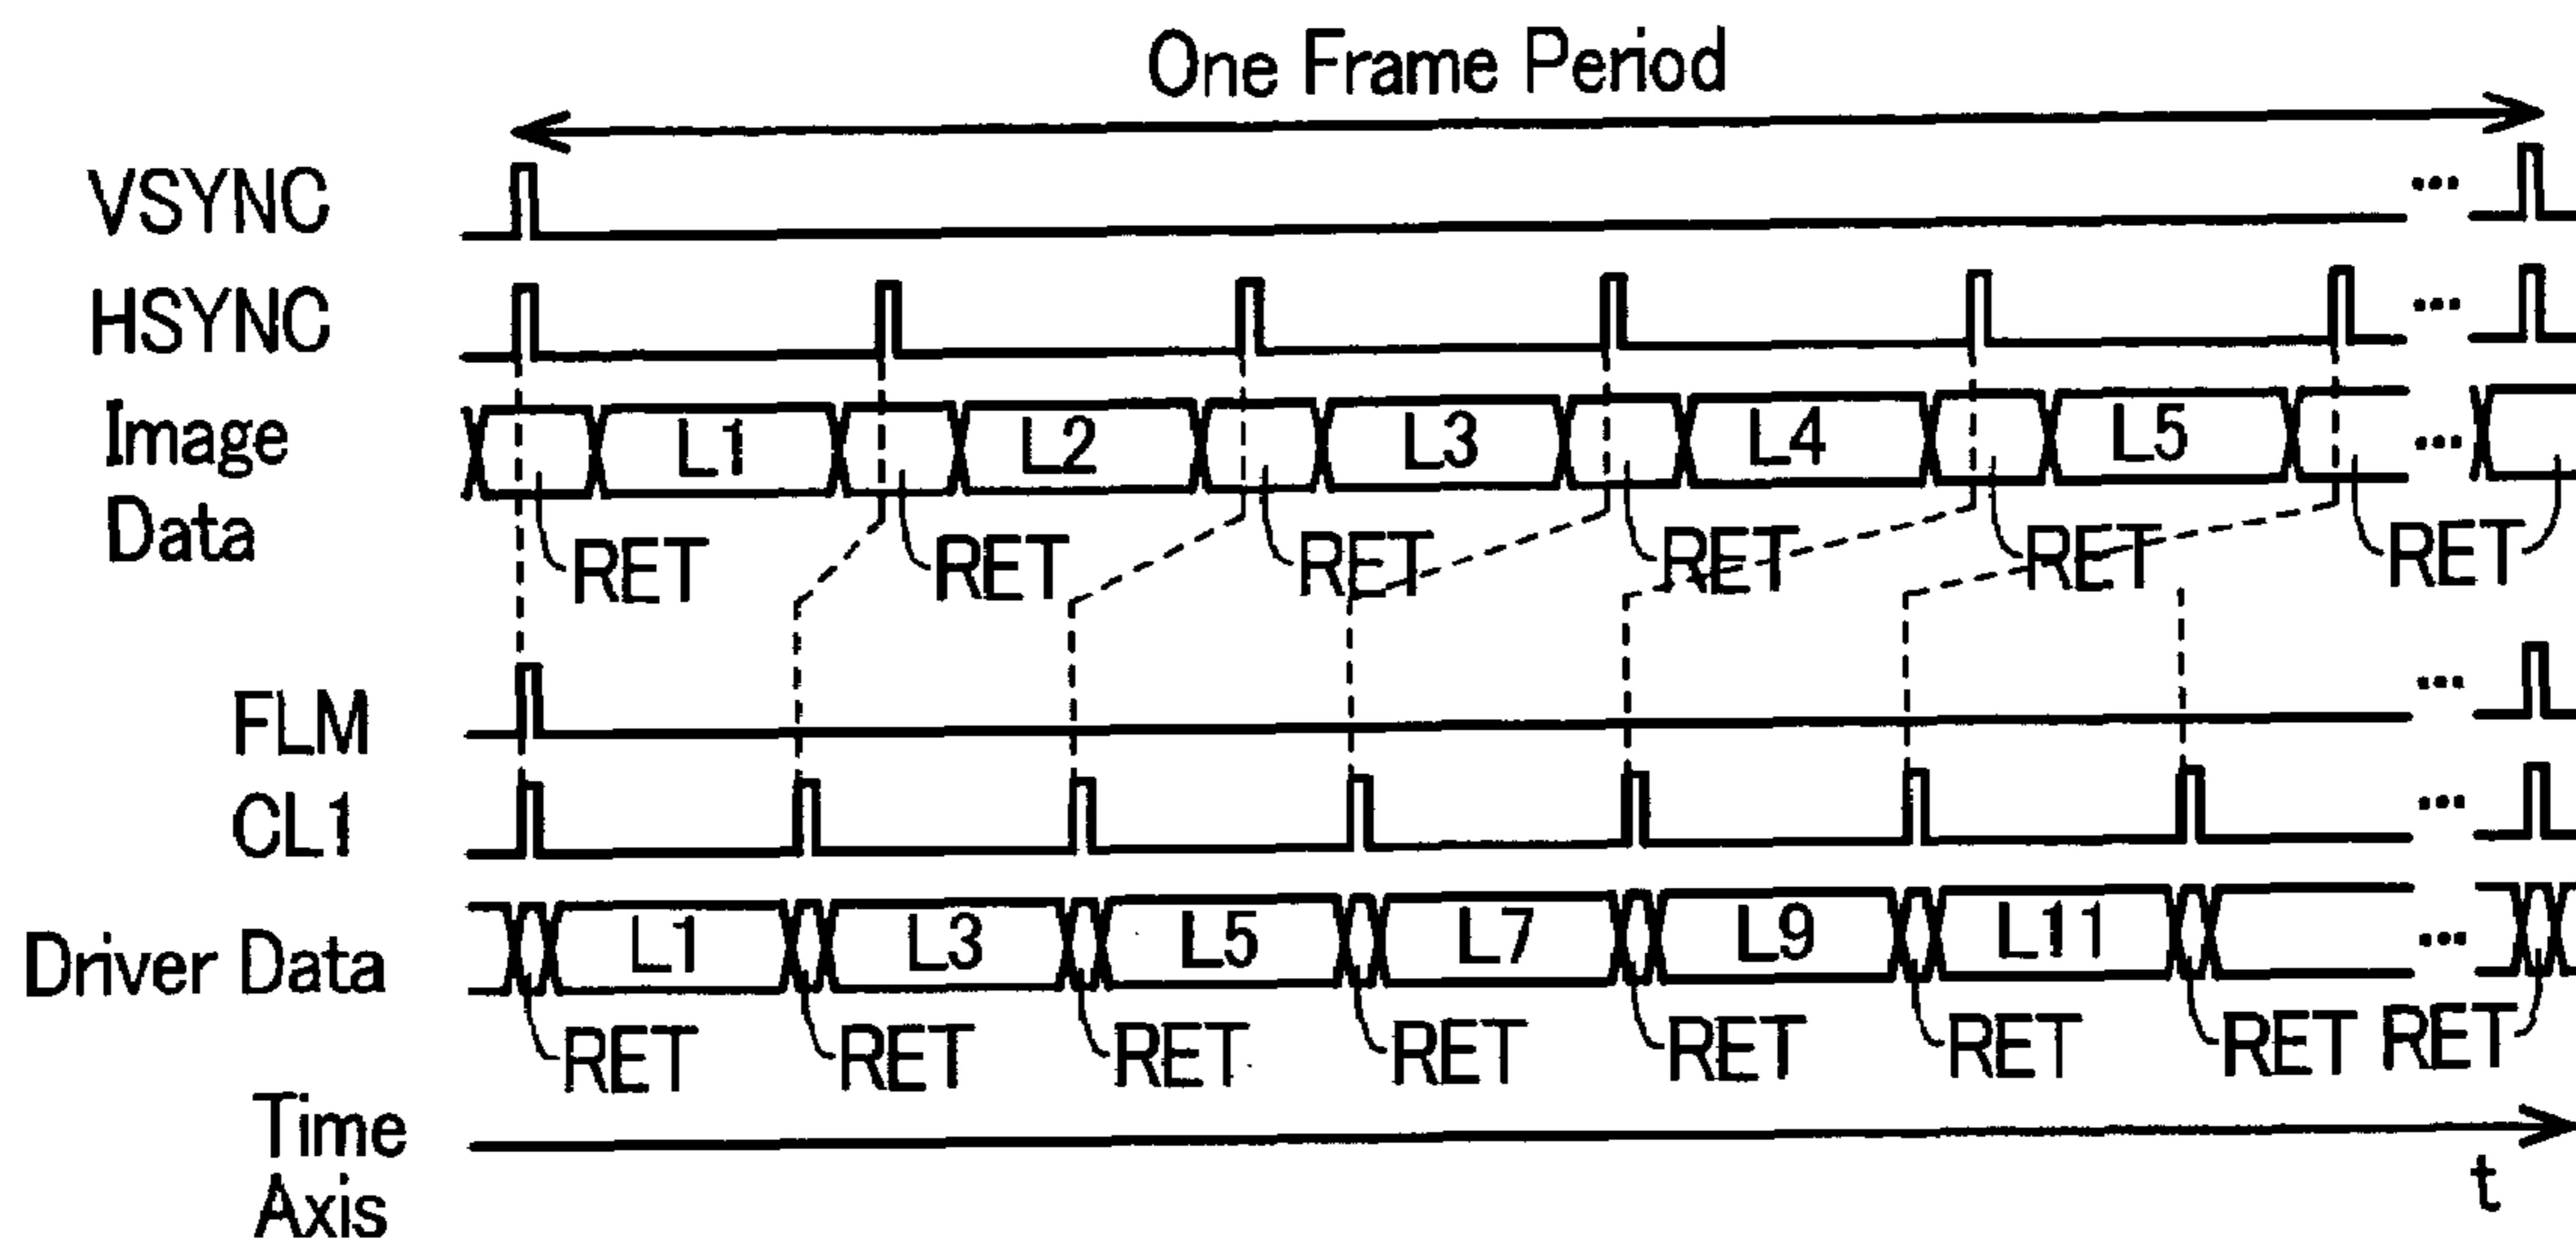 One Frame Period
VSYNC ...
HSYNC ...
Image Data L1 L2 L3 L4 L5 ...
RET RET RET RET RET RET
FLM ...
CL1 ...
Driver Data L1 L3 L5 L7 L9 L11 ...
RET RET RET RET RET RET RET RET
Time Axis
t